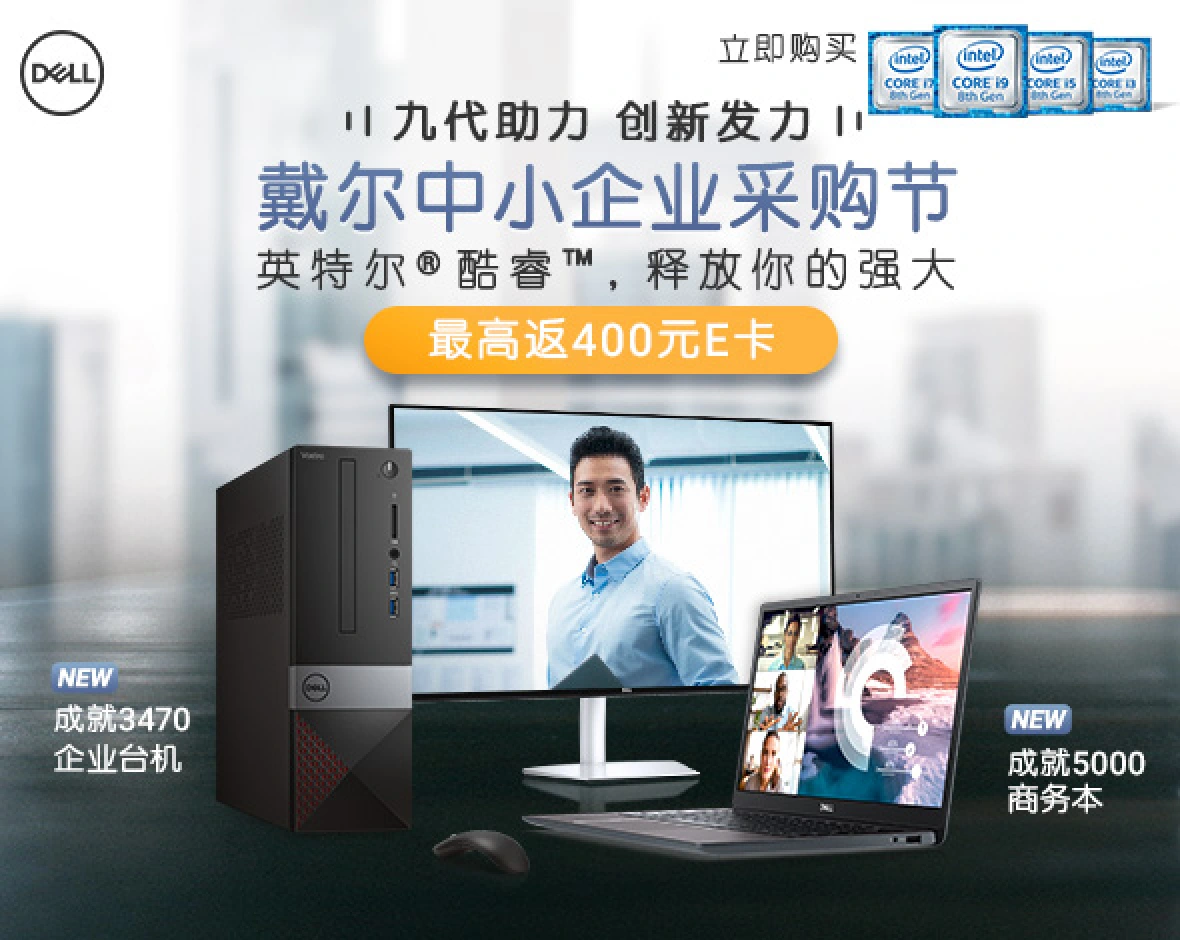 DELL
立即购买
intel CORE i7 8th Gen
intel CORE i9 8th Gen
intel CORE i5 8th Gen
intel CORE i3 8th Gen
九代助力 创新发力
戴尔中小企业采购节
英特尔®酷睿™，释放你的强大
最高返400元E卡
Vostro
DELL
NEW
成就3470
企业台机
NEW
成就5000
商务本
DELL